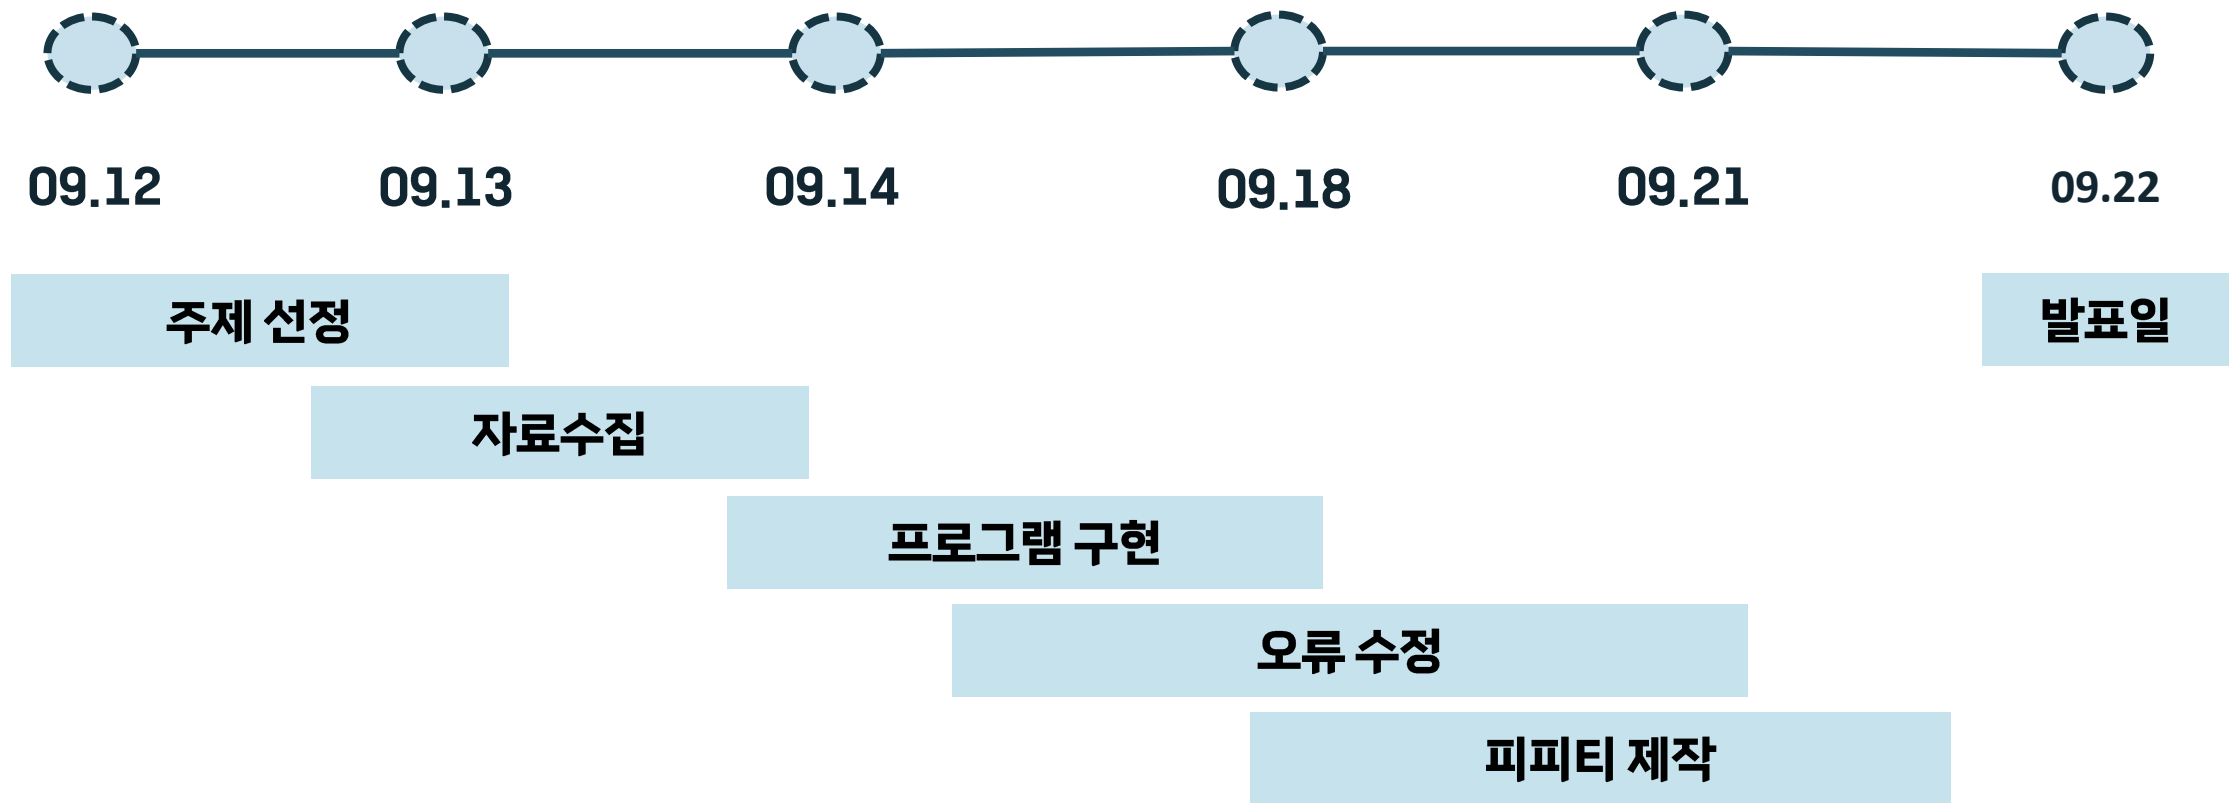 09.12 09.13 09.14 09.18 09.21 09.22
주제 선정 발표일
자료수집
프로그램 구현
오류 수정
피피티 제작